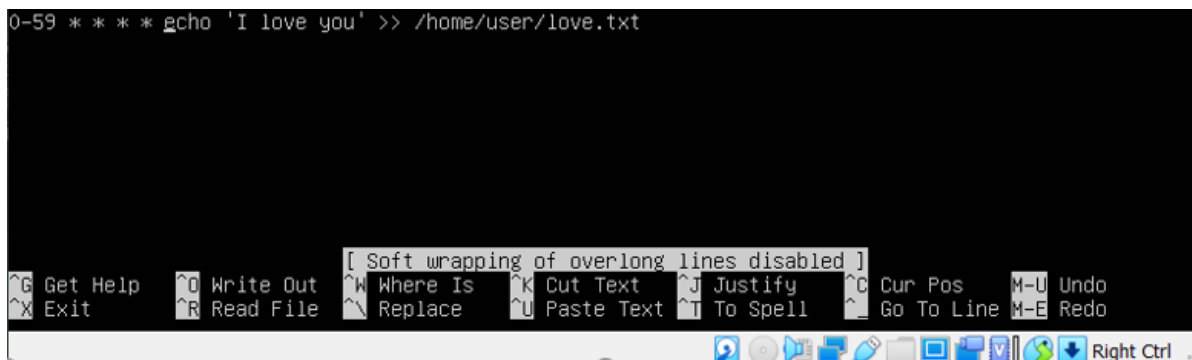 0-59 * * * * echo 'I love you' >> /home/user/love.txt
[ Soft wrapping of overlong lines disabled ]
^G Get Help ^O Write Out ^W Where Is ^K Cut Text ^J Justify ^C Cur Pos M-U Undo
^X Exit ^R Read File ^\ Replace ^U Paste Text ^T To Spell ^_ Go To Line M-E Redo
Right Ctrl